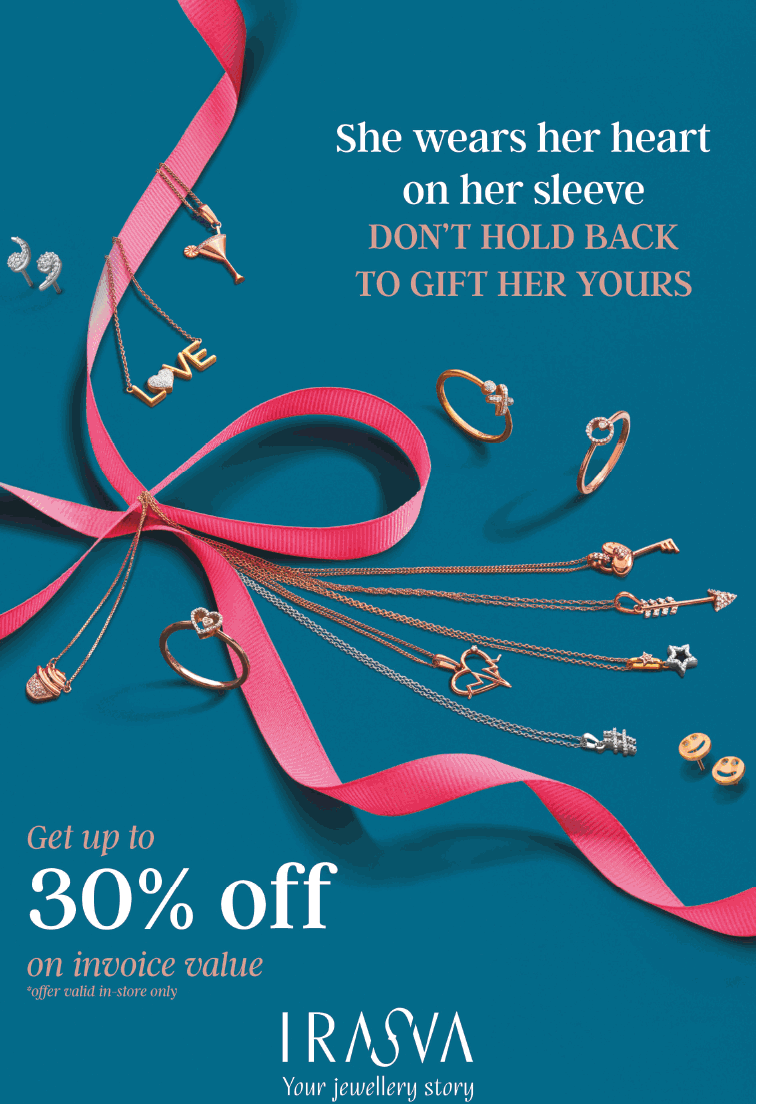 She wears her heart
on her sleeve
DON'T HOLD BACK
TO GIFT HER YOURS
LOVE
Get up to
30% off
on invoice value
*offer valid in-store only
IRASVA
Your jewellery story